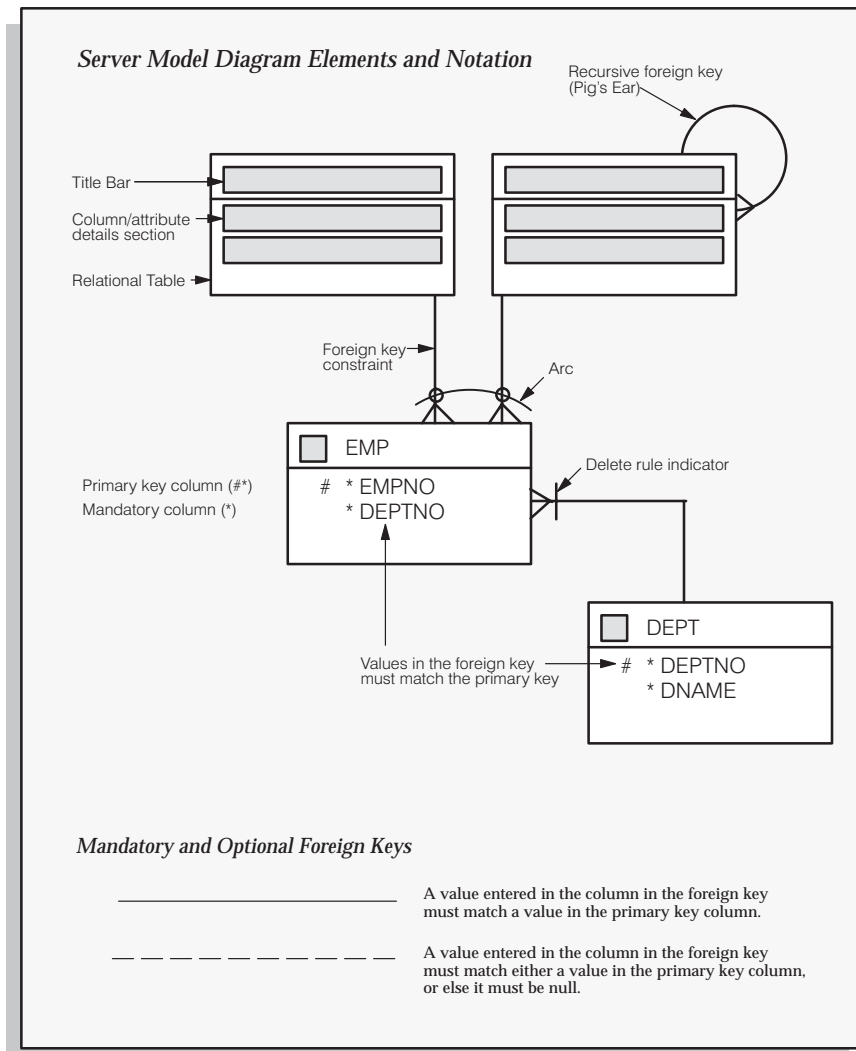 Server Model Diagram Elements and Notation
Recursive foreign key
(Pig's Ear)
Title Bar
Column/attribute
details section
Relational Table
Foreign key
constraint
Arc
EMP
Delete rule indicator
Primary key column (#*)
# * EMPNO
Mandatory column (*)
* DEPTNO
DEPT
Values in the foreign key
must match the primary key
# * DEPTNO
* DNAME
Mandatory and Optional Foreign Keys
A value entered in the column in the foreign key
must match a value in the primary key column.
A value entered in the column in the foreign key
must match either a value in the primary key column,
or else it must be null.